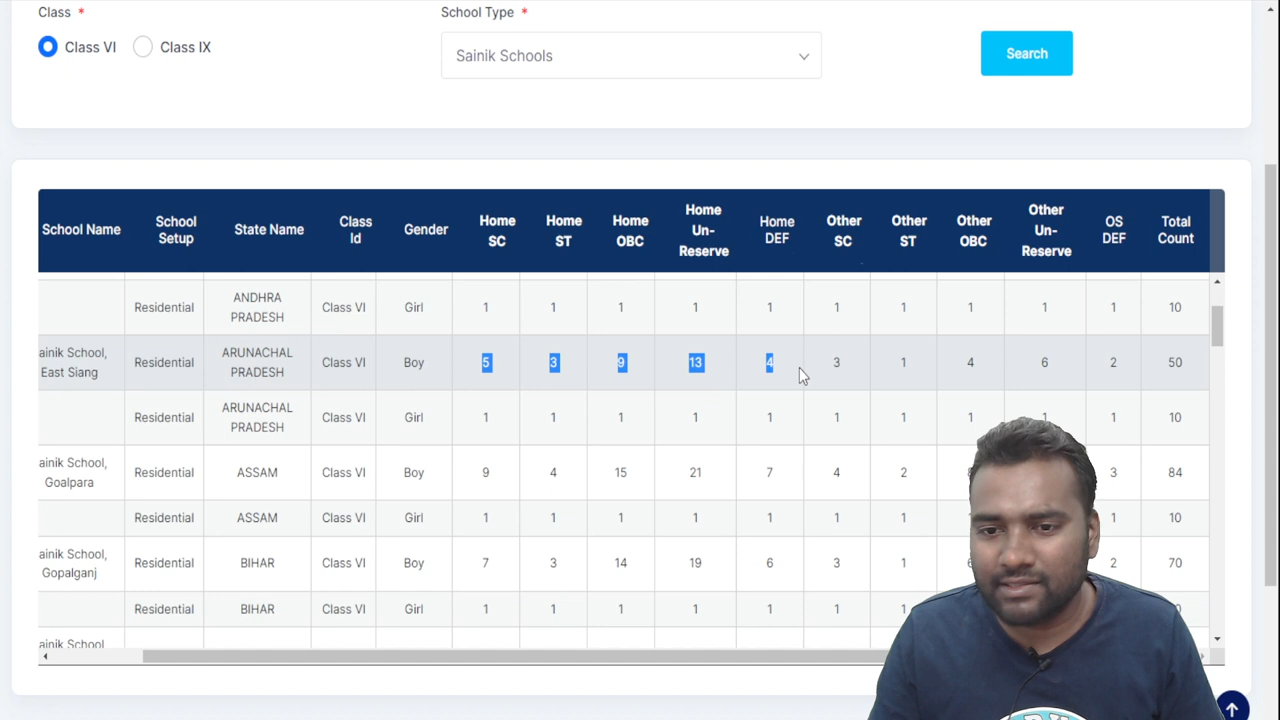 Class * School Type *
Class VI Class IX Sainik Schools Search
School Name School Setup State Name Class Id Gender Home SC Home ST Home OBC Home Un-Reserve Home DEF Other SC Other ST Other OBC Other Un-Reserve OS DEF Total Count
Residential ANDHRA PRADESH Class VI Girl 1 1 1 1 1 1 1 1 1 1 10
ainik School, East Siang Residential ARUNACHAL PRADESH Class VI Boy 5 3 9 13 4 3 1 4 6 2 50
Residential ARUNACHAL PRADESH Class VI Girl 1 1 1 1 1 1 1 1 1 1 10
ainik School, Goalpara Residential ASSAM Class VI Boy 9 4 15 21 7 4 2 3 84
Residential ASSAM Class VI Girl 1 1 1 1 1 1 1 1 10
ainik School, Gopalganj Residential BIHAR Class VI Boy 7 3 14 19 6 3 1 2 70
Residential BIHAR Class VI Girl 1 1 1 1 1 1 1
ainik School